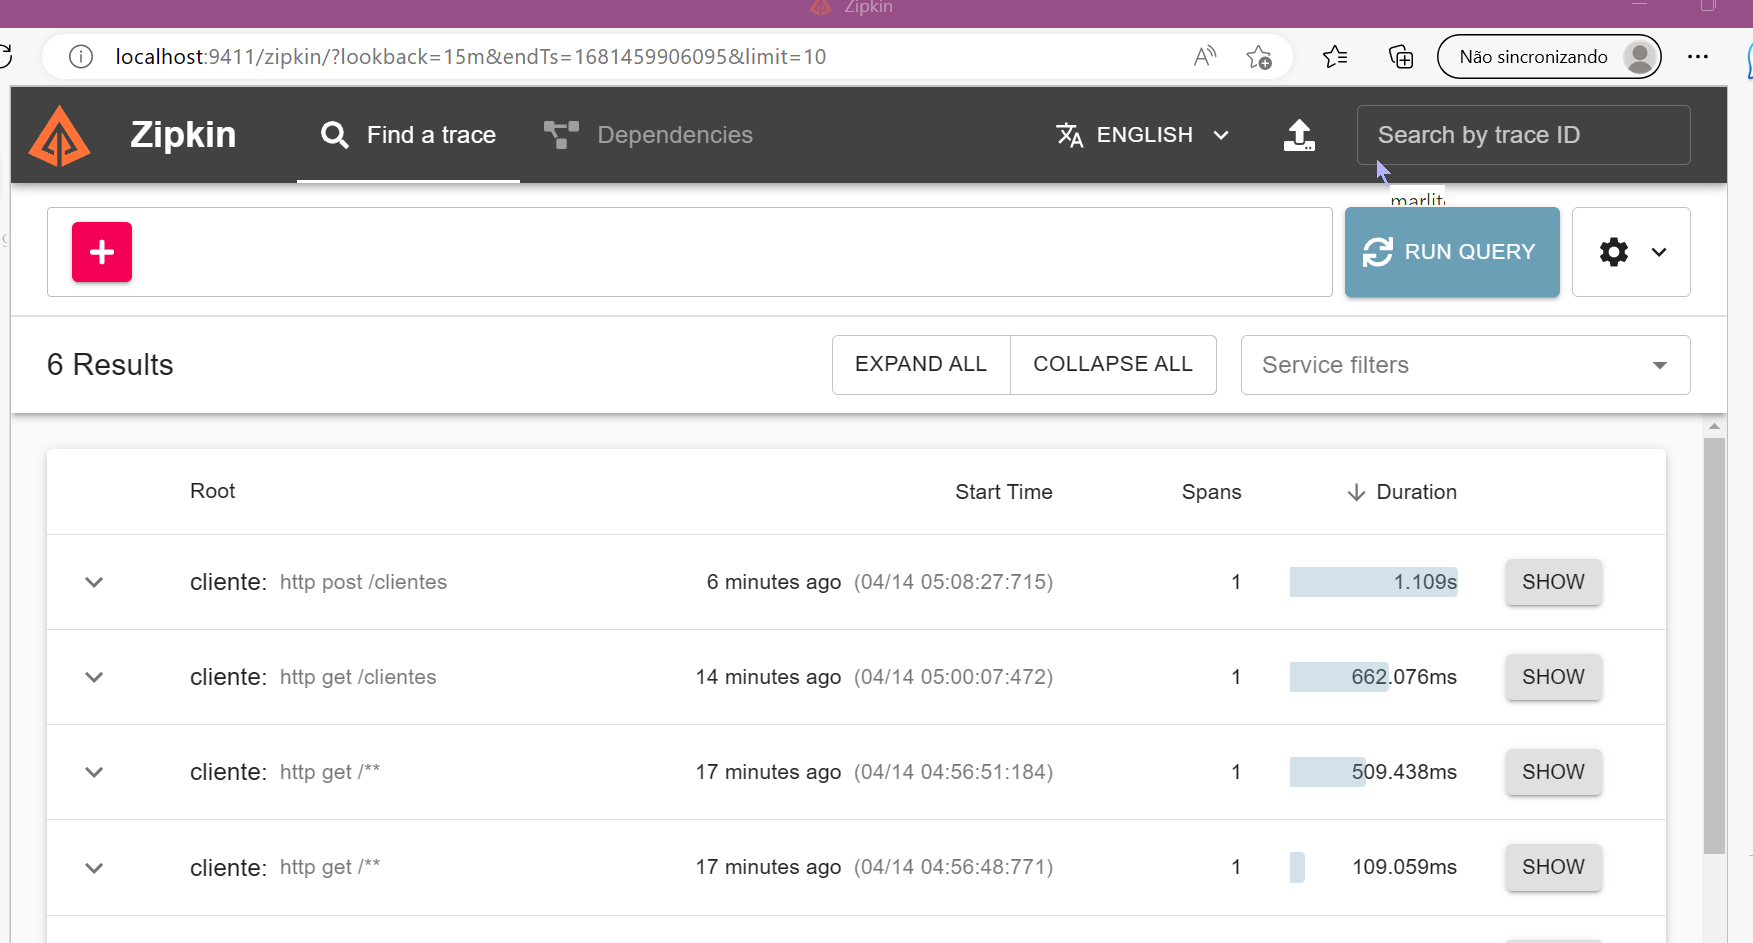 Zipkin
localhost:9411/zipkin/?lookback=15m&endTs=1681459906095&limit=10
Não sincronizando
Zipkin
Find a trace
Dependencies
ENGLISH
Search by trace ID
RUN QUERY
6 Results
EXPAND ALL
COLLAPSE ALL
Service filters
Root Start Time Spans Duration
cliente: http post /clientes 6 minutes ago (04/14 05:08:27:715) 1 1.109s SHOW
cliente: http get /clientes 14 minutes ago (04/14 05:00:07:472) 1 662.076ms SHOW
cliente: http get /** 17 minutes ago (04/14 04:56:51:184) 1 509.438ms SHOW
cliente: http get /** 17 minutes ago (04/14 04:56:48:771) 1 109.059ms SHOW